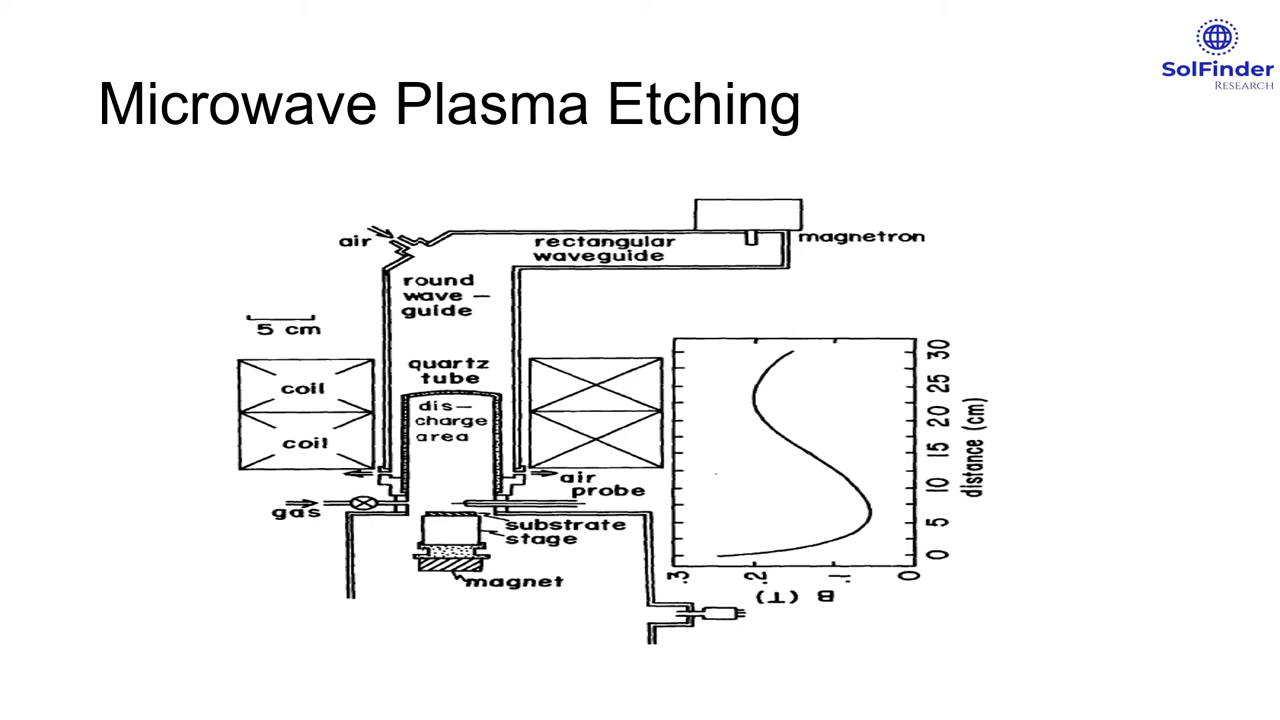 SolFinder
RESEARCH
Microwave Plasma Etching
air
rectangular
waveguide
magnetron
round
wave –
guide
5 cm
quartz
tube
coil
dis –
charge
area
coil
air
probe
gas
substrate
stage
magnet
30
25
20
15
10
5
0
distance (cm)
.3
.2
.1
0
B (T)